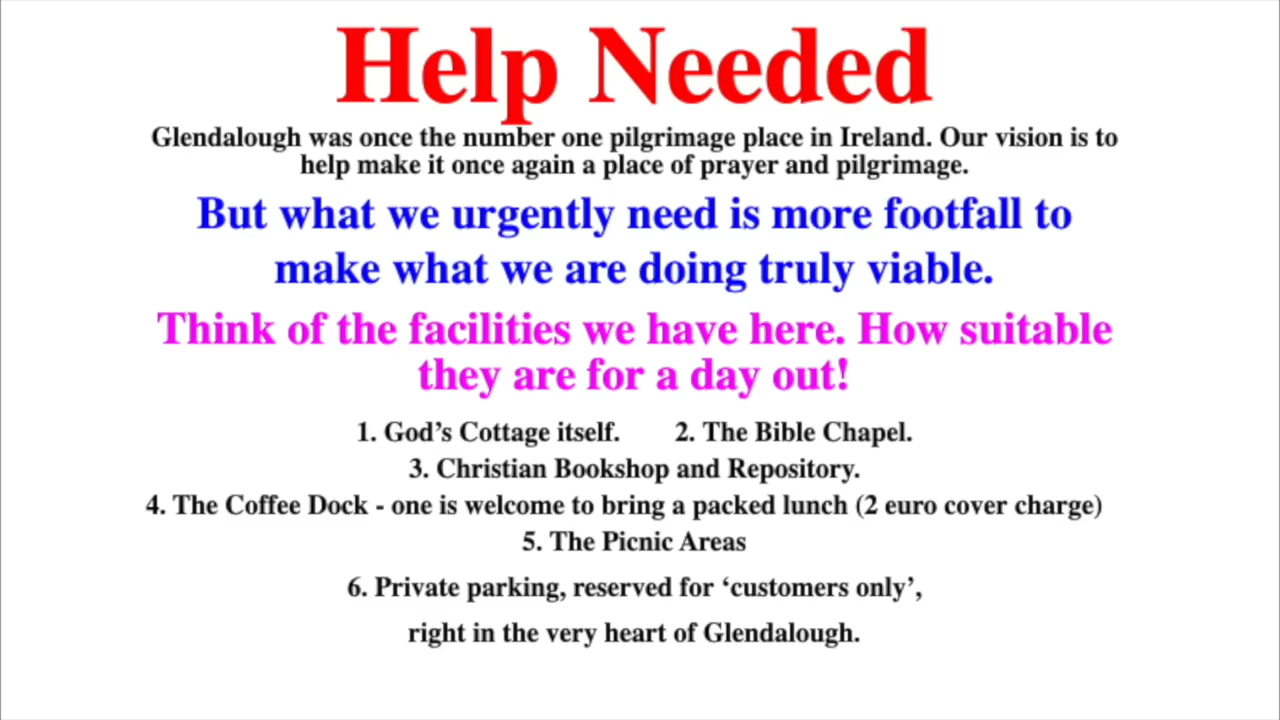 Help Needed
Glendalough was once the number one pilgrimage place in Ireland. Our vision is to
help make it once again a place of prayer and pilgrimage.
But what we urgently need is more footfall to
make what we are doing truly viable.
Think of the facilities we have here. How suitable
they are for a day out!
1. God’s Cottage itself. 2. The Bible Chapel.
3. Christian Bookshop and Repository.
4. The Coffee Dock - one is welcome to bring a packed lunch (2 euro cover charge)
5. The Picnic Areas
6. Private parking, reserved for ‘customers only’,
right in the very heart of Glendalough.